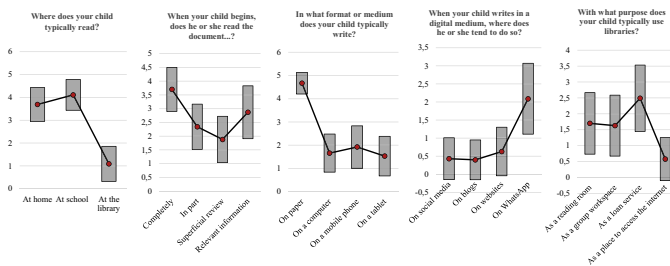 Where does your child
typically read?
6
5
4
3
2
1
0
At home
At school
At the
library
When your child begins,
does he or she read the
document...?
5
4,5
4
3,5
3
2,5
2
1,5
1
0,5
0
Completely
In part
Superficial review
Relevant information
In what format or medium
does your child typically
write?
6
5
4
3
2
1
0
On paper
On a computer
On a mobile phone
On a tablet
When your child writes in a
digital medium, where does
he or she tend to do so?
3,5
3
2,5
2
1,5
1
0,5
0
-0,5
On social media
On blogs
On websites
On WhatsApp
With what purpose does
your child typically use
libraries?
4
3,5
3
2,5
2
1,5
1
0,5
0
-0,5
As a reading room
As a group workspace
As a loan service
As a place to access the internet